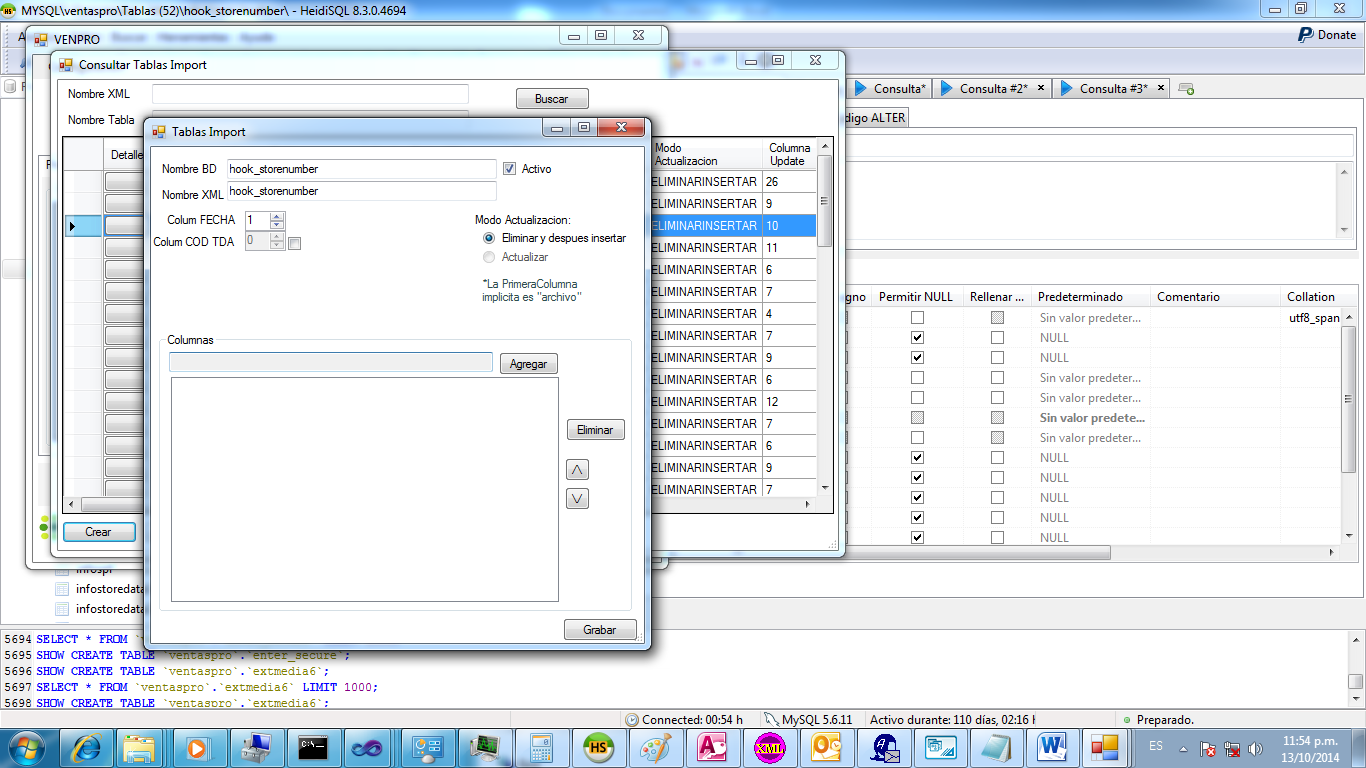 MYSQL\ventaspro\Tablas (52)\hook_storenumber\ - HeidiSQL 8.3.0.4694
Donate
VENPRO
Consultar Tablas Import
Nombre XML
Buscar
Nombre Tabla
Consulta*
Consulta #2*
Consulta #3*
digo ALTER
Tablas Import
Nombre BD
hook_storenumber
Activo
Nombre XML
hook_storenumber
Colum FECHA
1
Colum COD TDA
0
Modo Actualizacion:
Eliminar y despues insertar
Actualizar
*La PrimeraColumna
implicita es "archivo"
Columnas
Agregar
Eliminar
Grabar
Detalle
Modo Actualizacion
Columna Update
ELIMINARINSERTAR 26
ELIMINARINSERTAR 9
ELIMINARINSERTAR 10
ELIMINARINSERTAR 11
ELIMINARINSERTAR 6
ELIMINARINSERTAR 7
ELIMINARINSERTAR 4
ELIMINARINSERTAR 7
ELIMINARINSERTAR 9
ELIMINARINSERTAR 6
ELIMINARINSERTAR 12
ELIMINARINSERTAR 7
ELIMINARINSERTAR 6
ELIMINARINSERTAR 9
ELIMINARINSERTAR 7
Crear
gno Permitir NULL Rellenar ... Predeterminado Comentario Collation
Sin valor predeter... utf8_span
NULL
NULL
Sin valor predeter...
Sin valor predeter...
Sin valor predete...
Sin valor predeter...
NULL
NULL
NULL
NULL
NULL
infostoredata
infostoredata
5694 SELECT * FROM `
5695 SHOW CREATE TABLE `ventaspro`.`enter_secure`;
5696 SHOW CREATE TABLE `ventaspro`.`extmedia6`;
5697 SELECT * FROM `ventaspro`.`extmedia6` LIMIT 1000;
5698 SHOW CREATE TABLE `ventaspro`.`extmedia6`;
Connected: 00:54 h
MySQL 5.6.11
Activo durante: 110 días, 02:16 h
Preparado.
HS
XML
ES
11:54 p.m.
13/10/2014